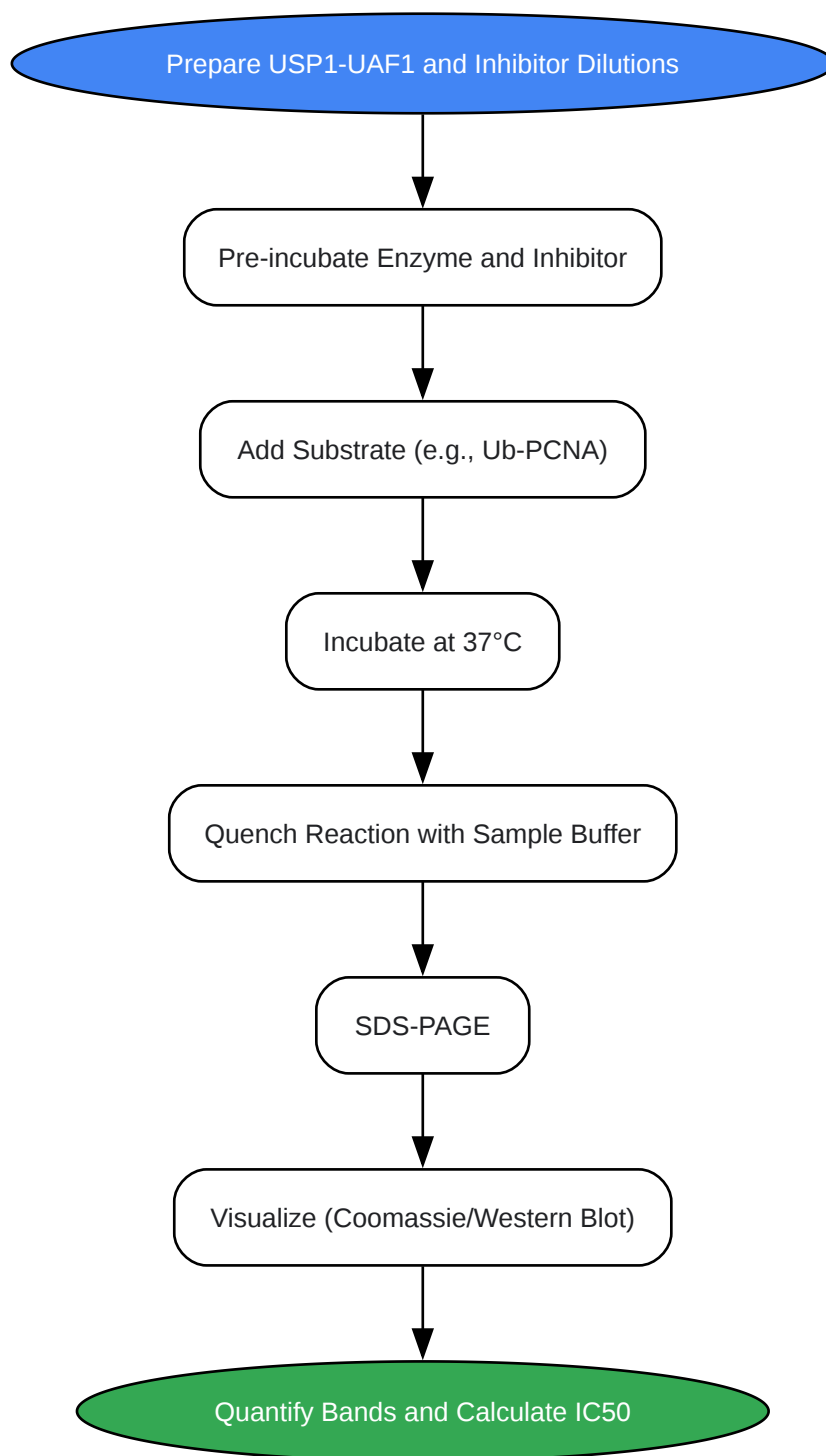 Prepare USP1-UAF1 and Inhibitor Dilutions
Pre-incubate Enzyme and Inhibitor
Add Substrate (e.g., Ub-PCNA)
Incubate at 37°C
Quench Reaction with Sample Buffer
SDS-PAGE
Visualize (Coomassie/Western Blot)
Quantify Bands and Calculate IC50